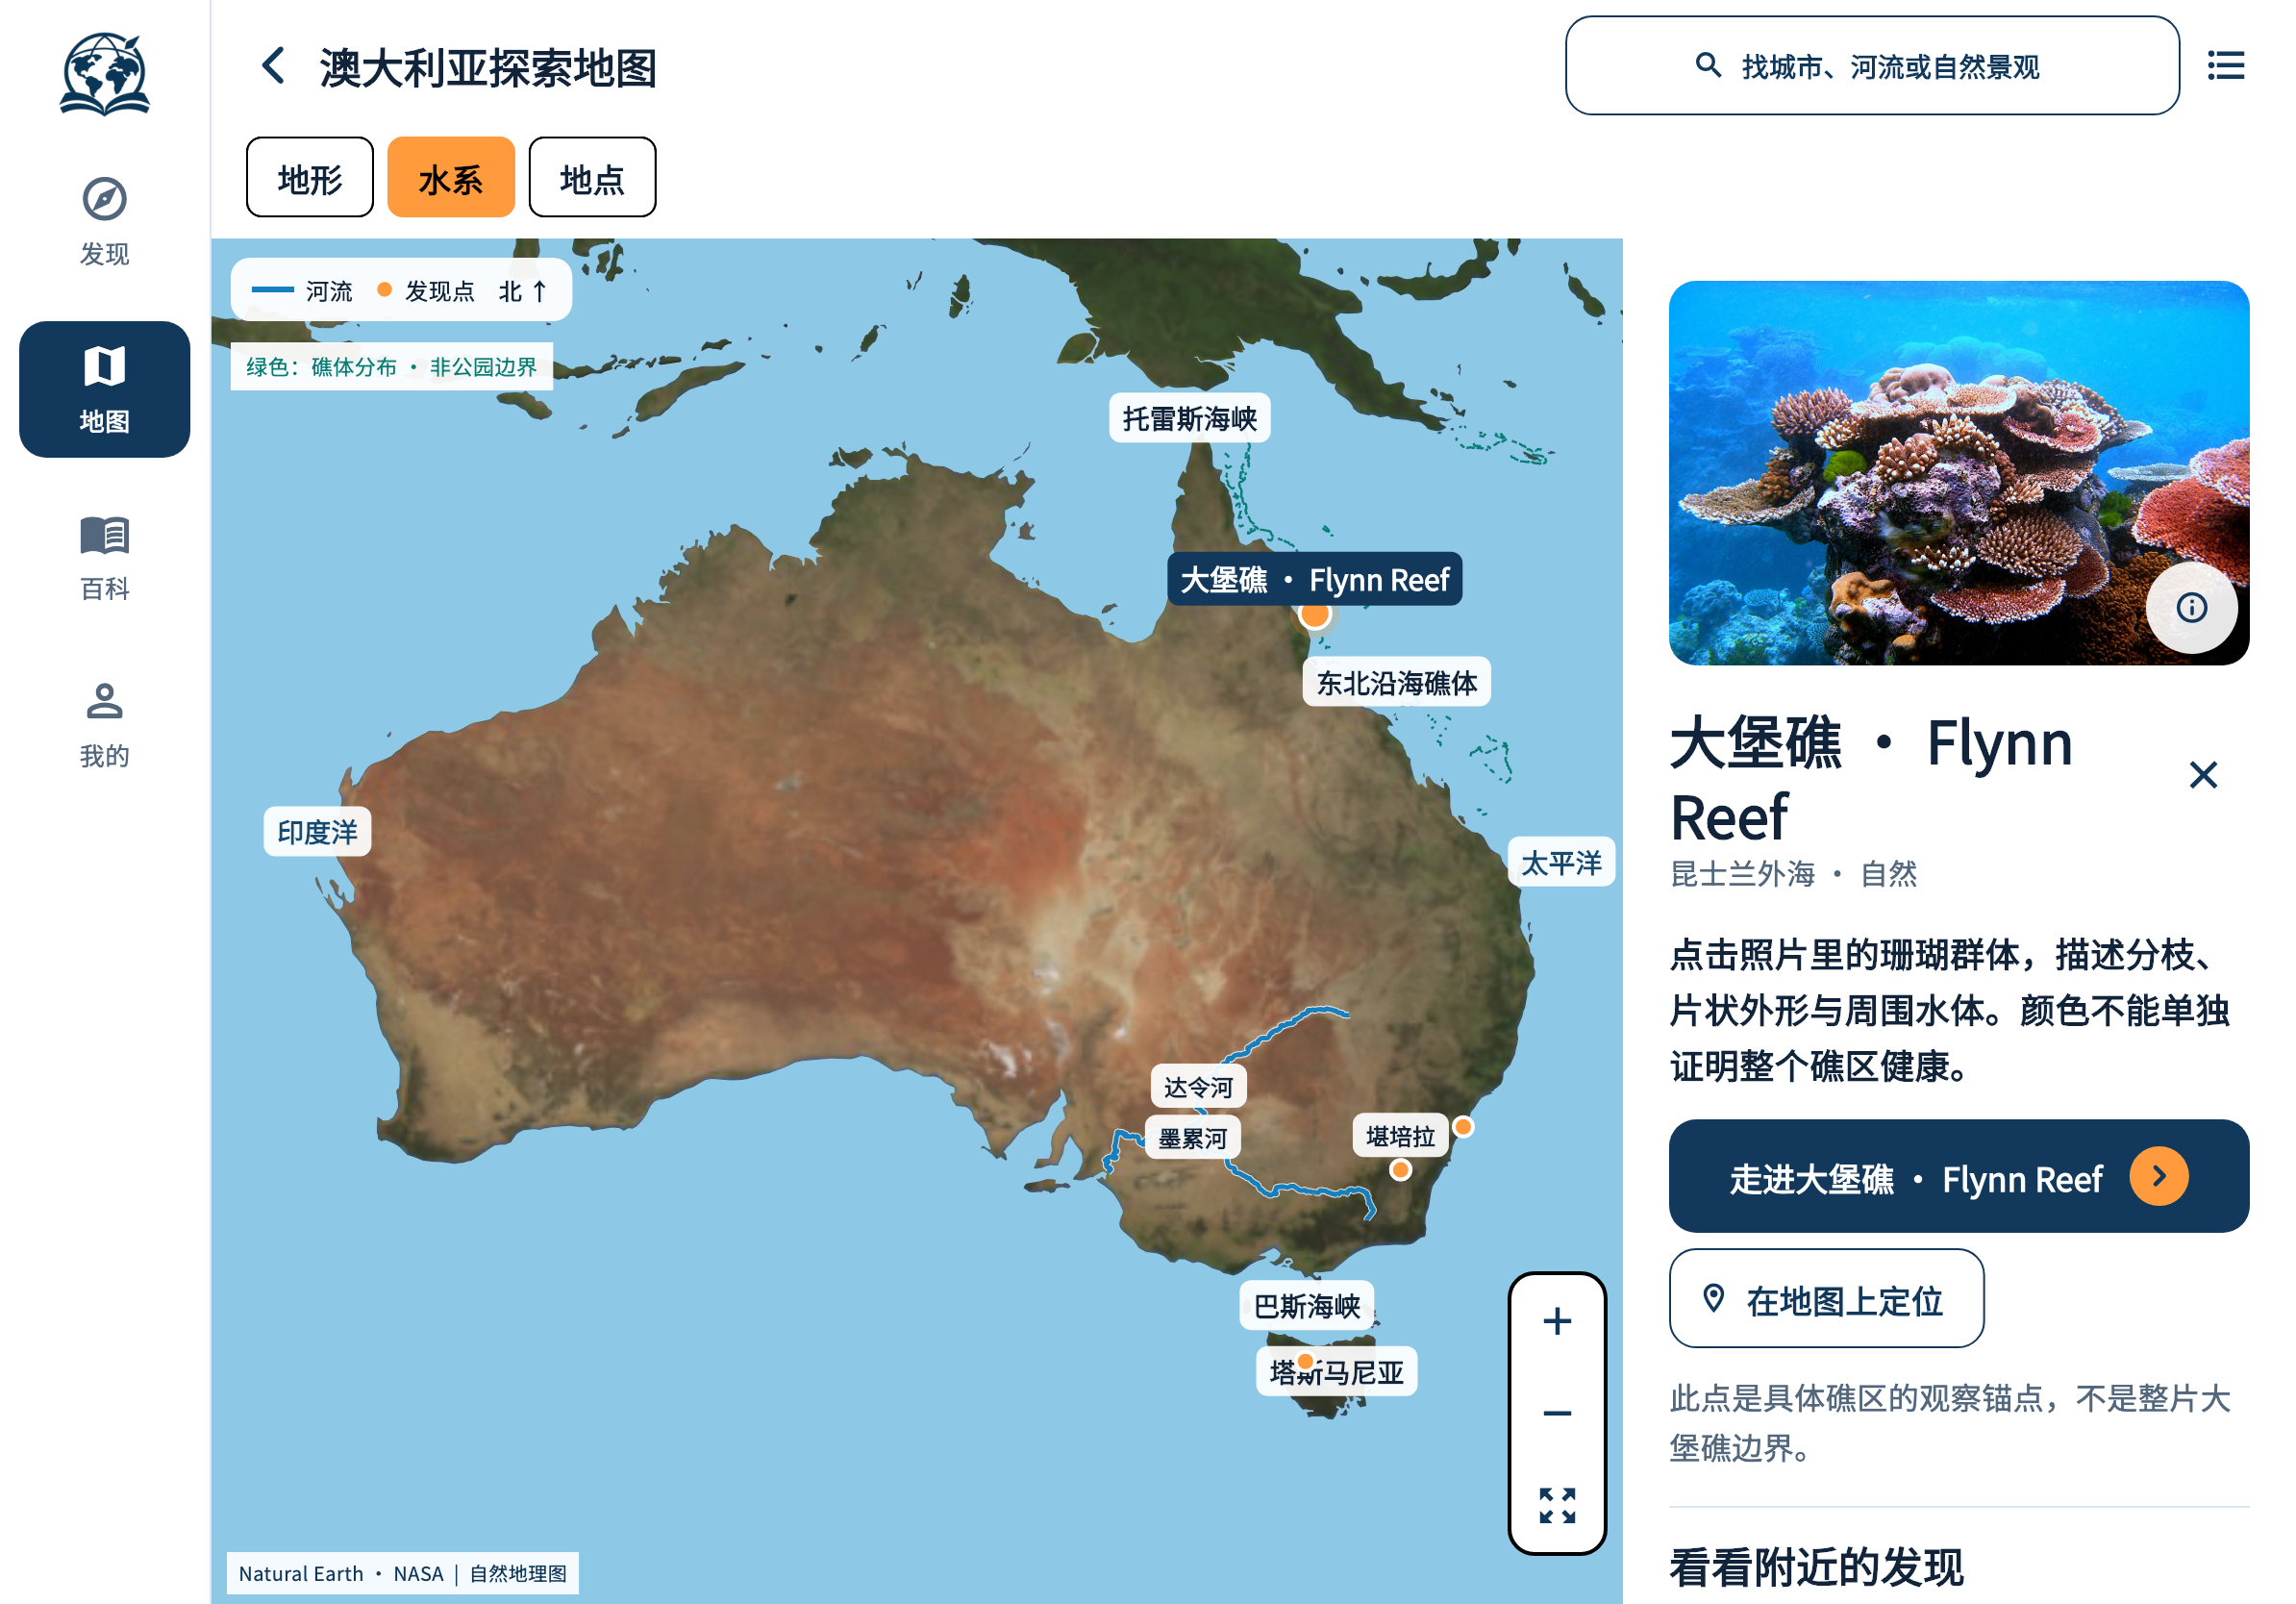 澳大利亚探索地图
找城市、河流或自然景观
地形
水系
地点
发现
地图
百科
我的
河流
发现点
北 ↑
绿色：礁体分布 · 非公园边界
托雷斯海峡
大堡礁 · Flynn Reef
东北沿海礁体
印度洋
太平洋
达令河
墨累河
堪培拉
巴斯海峡
塔斯马尼亚
Natural Earth · NASA | 自然地理图
大堡礁 · Flynn
Reef
昆士兰外海 · 自然
点击照片里的珊瑚群体，描述分枝、
片状外形与周围水体。颜色不能单独
证明整个礁区健康。
走进大堡礁 · Flynn Reef
在地图上定位
此点是具体礁区的观察锚点，不是整片大
堡礁边界。
看看附近的发现